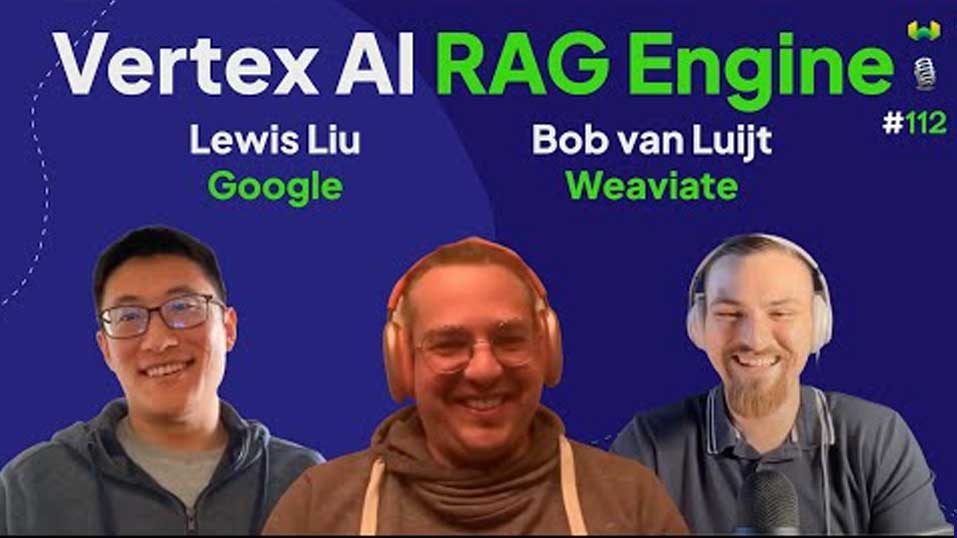 Vertex AI RAG Engine
#112
Lewis Liu
Google
Bob van Luijt
Weaviate